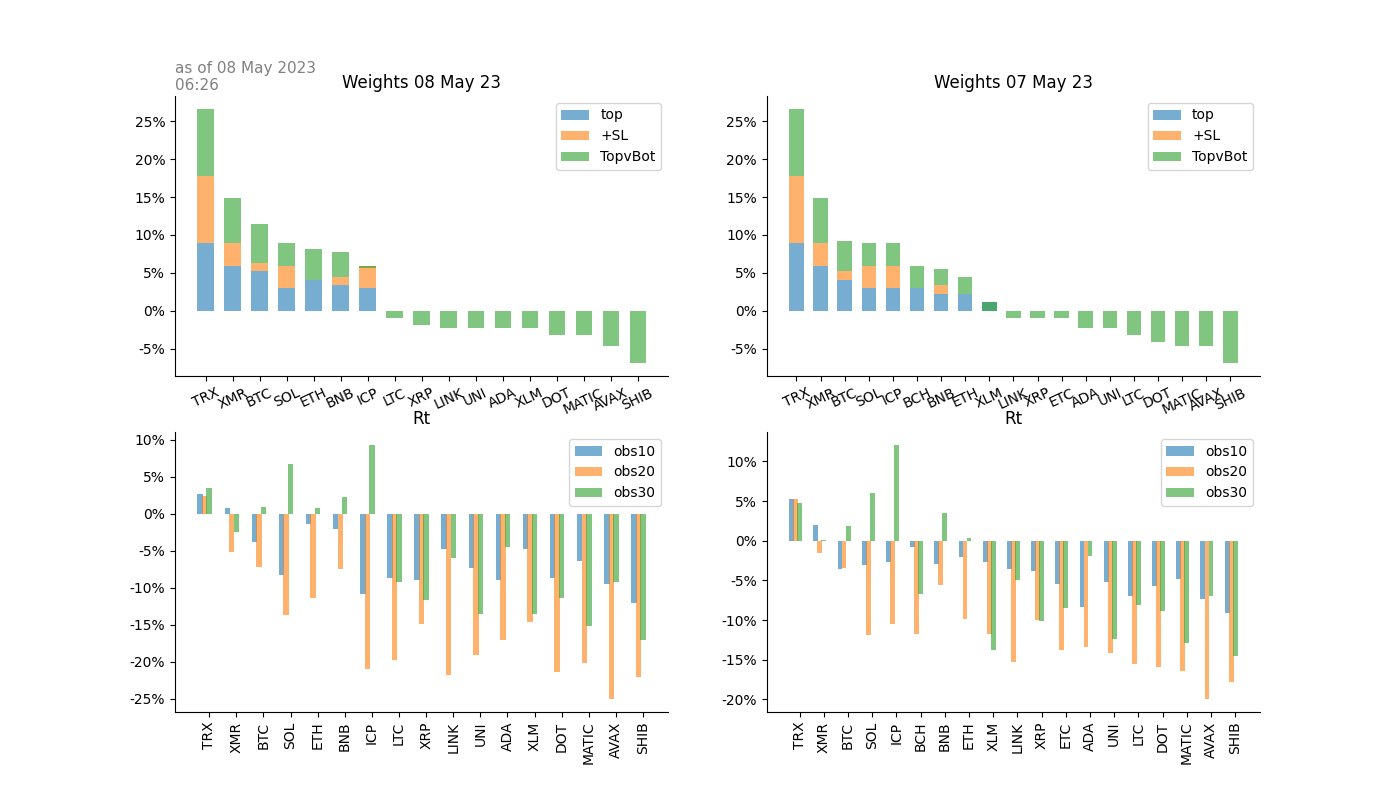 as of 08 May 2023
06:26
Weights 08 May 23
25%
20%
15%
10%
5%
0%
-5%
top
+SL
TopvBot
TRX XMR BTC SOL ETH BNB ICP LTC XRP LINK UNI ADA XLM DOT MATIC AVAX SHIB
Weights 07 May 23
25%
20%
15%
10%
5%
0%
-5%
top
+SL
TopvBot
TRX XMR BTC SOL ICP BCH BNB ETH XLM LINK XRP ETC ADA UNI LTC DOT MATIC AVAX SHIB
Rt
10%
5%
0%
-5%
-10%
-15%
-20%
-25%
obs10
obs20
obs30
TRX XMR BTC SOL ETH BNB ICP LTC XRP LINK UNI ADA XLM DOT MATIC AVAX SHIB
Rt
10%
5%
0%
-5%
-10%
-15%
-20%
obs10
obs20
obs30
TRX XMR BTC SOL ICP BCH BNB ETH XLM LINK XRP ETC ADA UNI LTC DOT MATIC AVAX SHIB